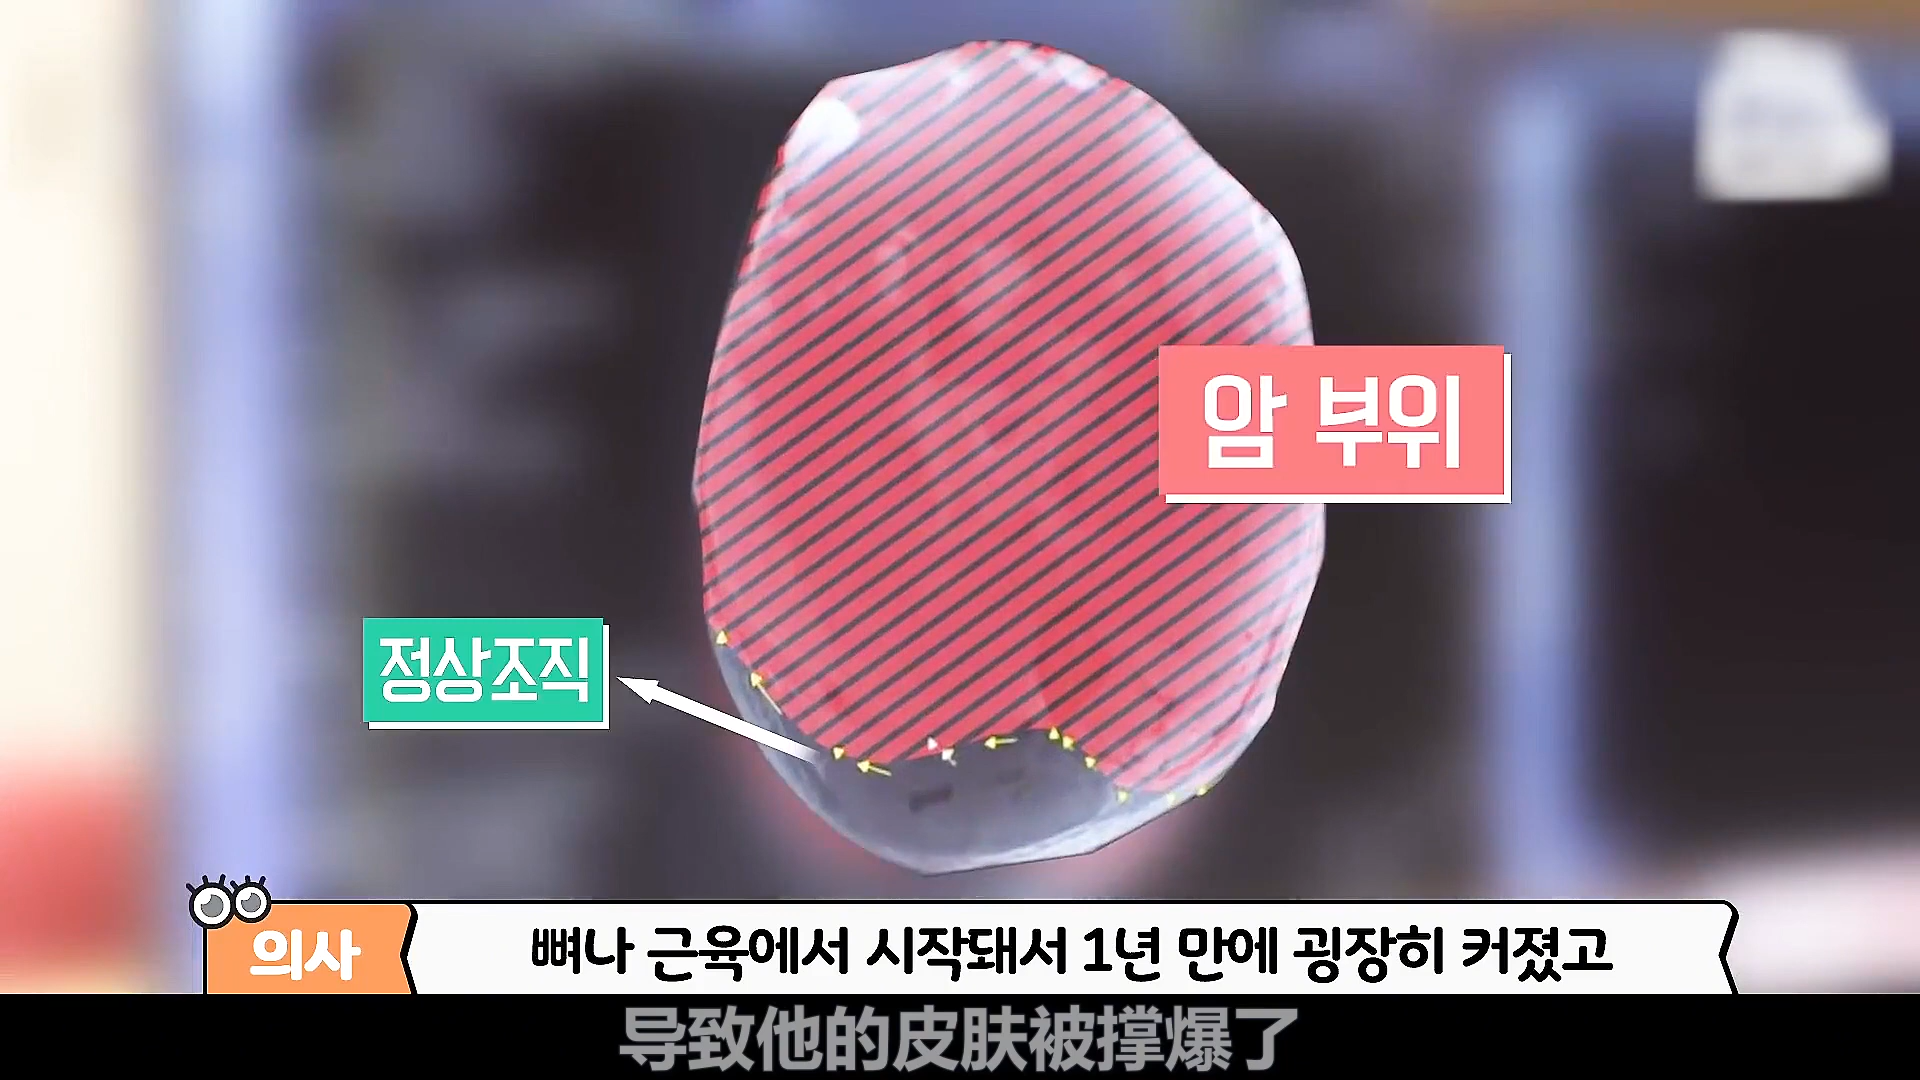 암 부위
정상조직
의사
뼈나 근육에서 시작돼서 1년 만에 굉장히 커졌고
导致他的皮肤被撑爆了